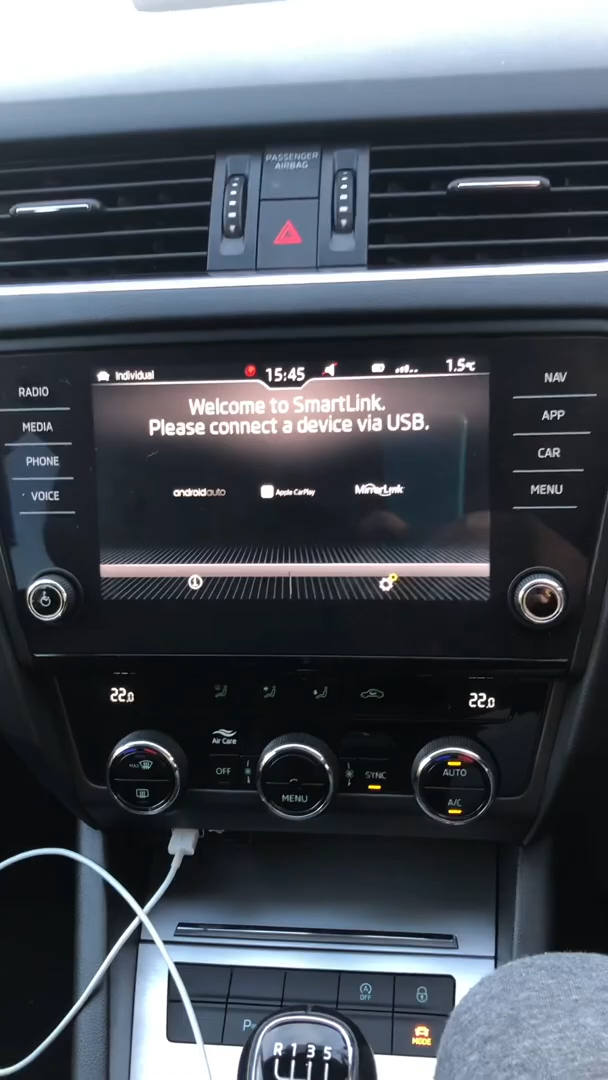 PASSENGER
AIRBAG
Individual
15:45
1.5°C
RADIO
MEDIA
PHONE
VOICE
Welcome to SmartLink.
Please connect a device via USB.
androidauto
Apple CarPlay
MirrorLink
NAV
APP
CAR
MENU
22.0
22.0
MAX
Air Care
OFF
MENU
SYNC
AUTO
A/C
OFF
P
MODE
R 1 3 5